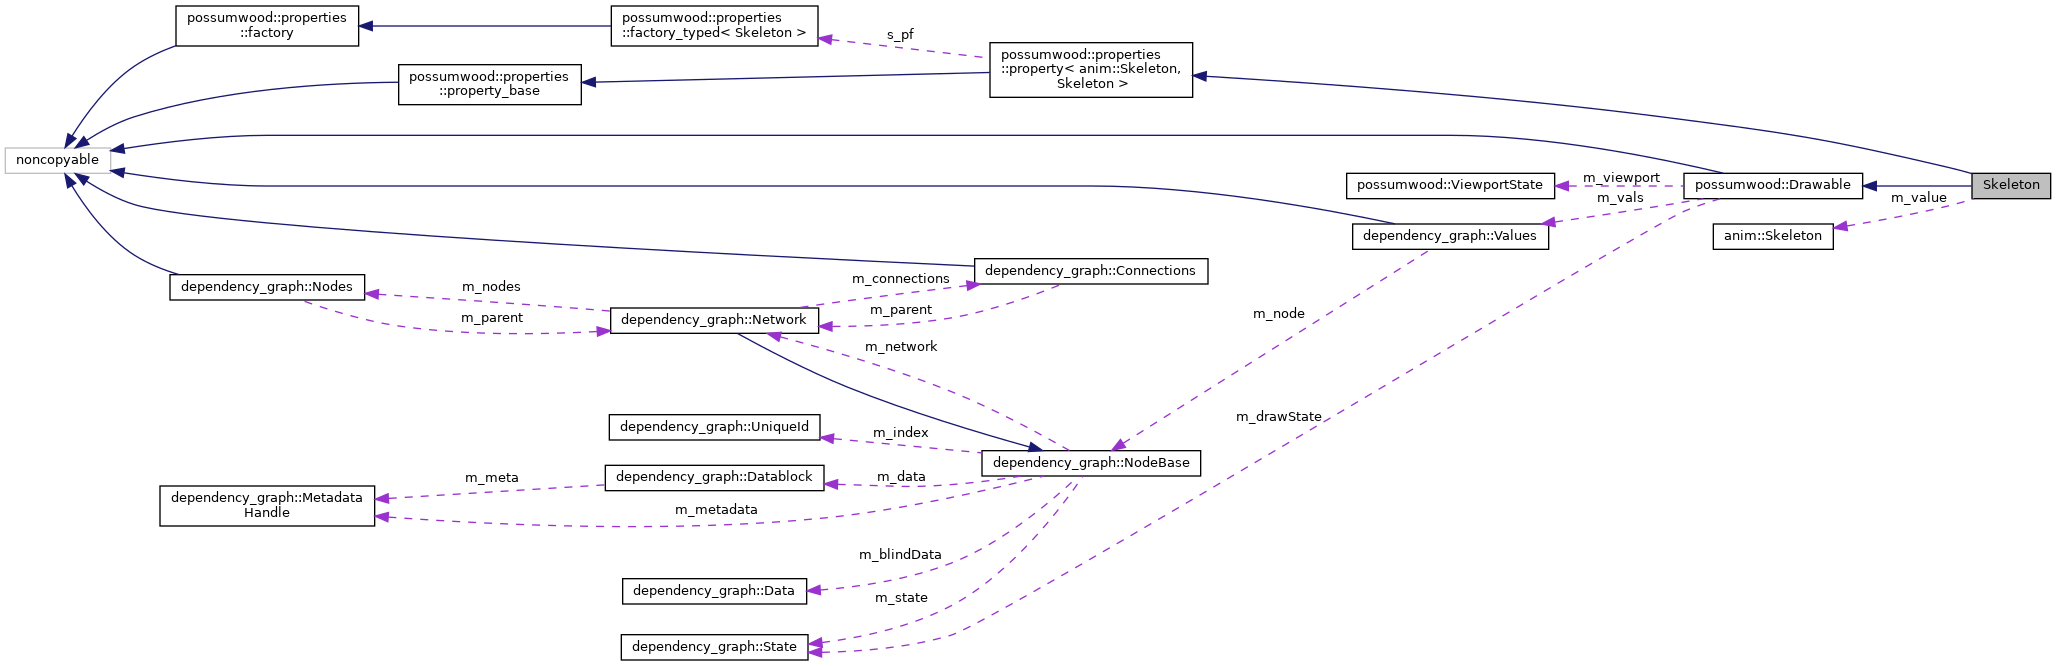 possumwood::properties
::factory
possumwood::properties
::factory_typed< Skeleton >
s_pf
possumwood::properties
::property< anim::Skeleton,
Skeleton >
possumwood::properties
::property_base
noncopyable
possumwood::ViewportState
m_viewport
possumwood::Drawable
Skeleton
m_vals
m_value
dependency_graph::Values
anim::Skeleton
dependency_graph::Connections
m_connections
dependency_graph::Nodes
m_nodes
m_parent
m_parent
dependency_graph::Network
m_node
m_network
m_drawState
dependency_graph::UniqueId
m_index
dependency_graph::NodeBase
m_meta
dependency_graph::Datablock
m_data
dependency_graph::Metadata
Handle
m_metadata
m_blindData
dependency_graph::Data
m_state
dependency_graph::State